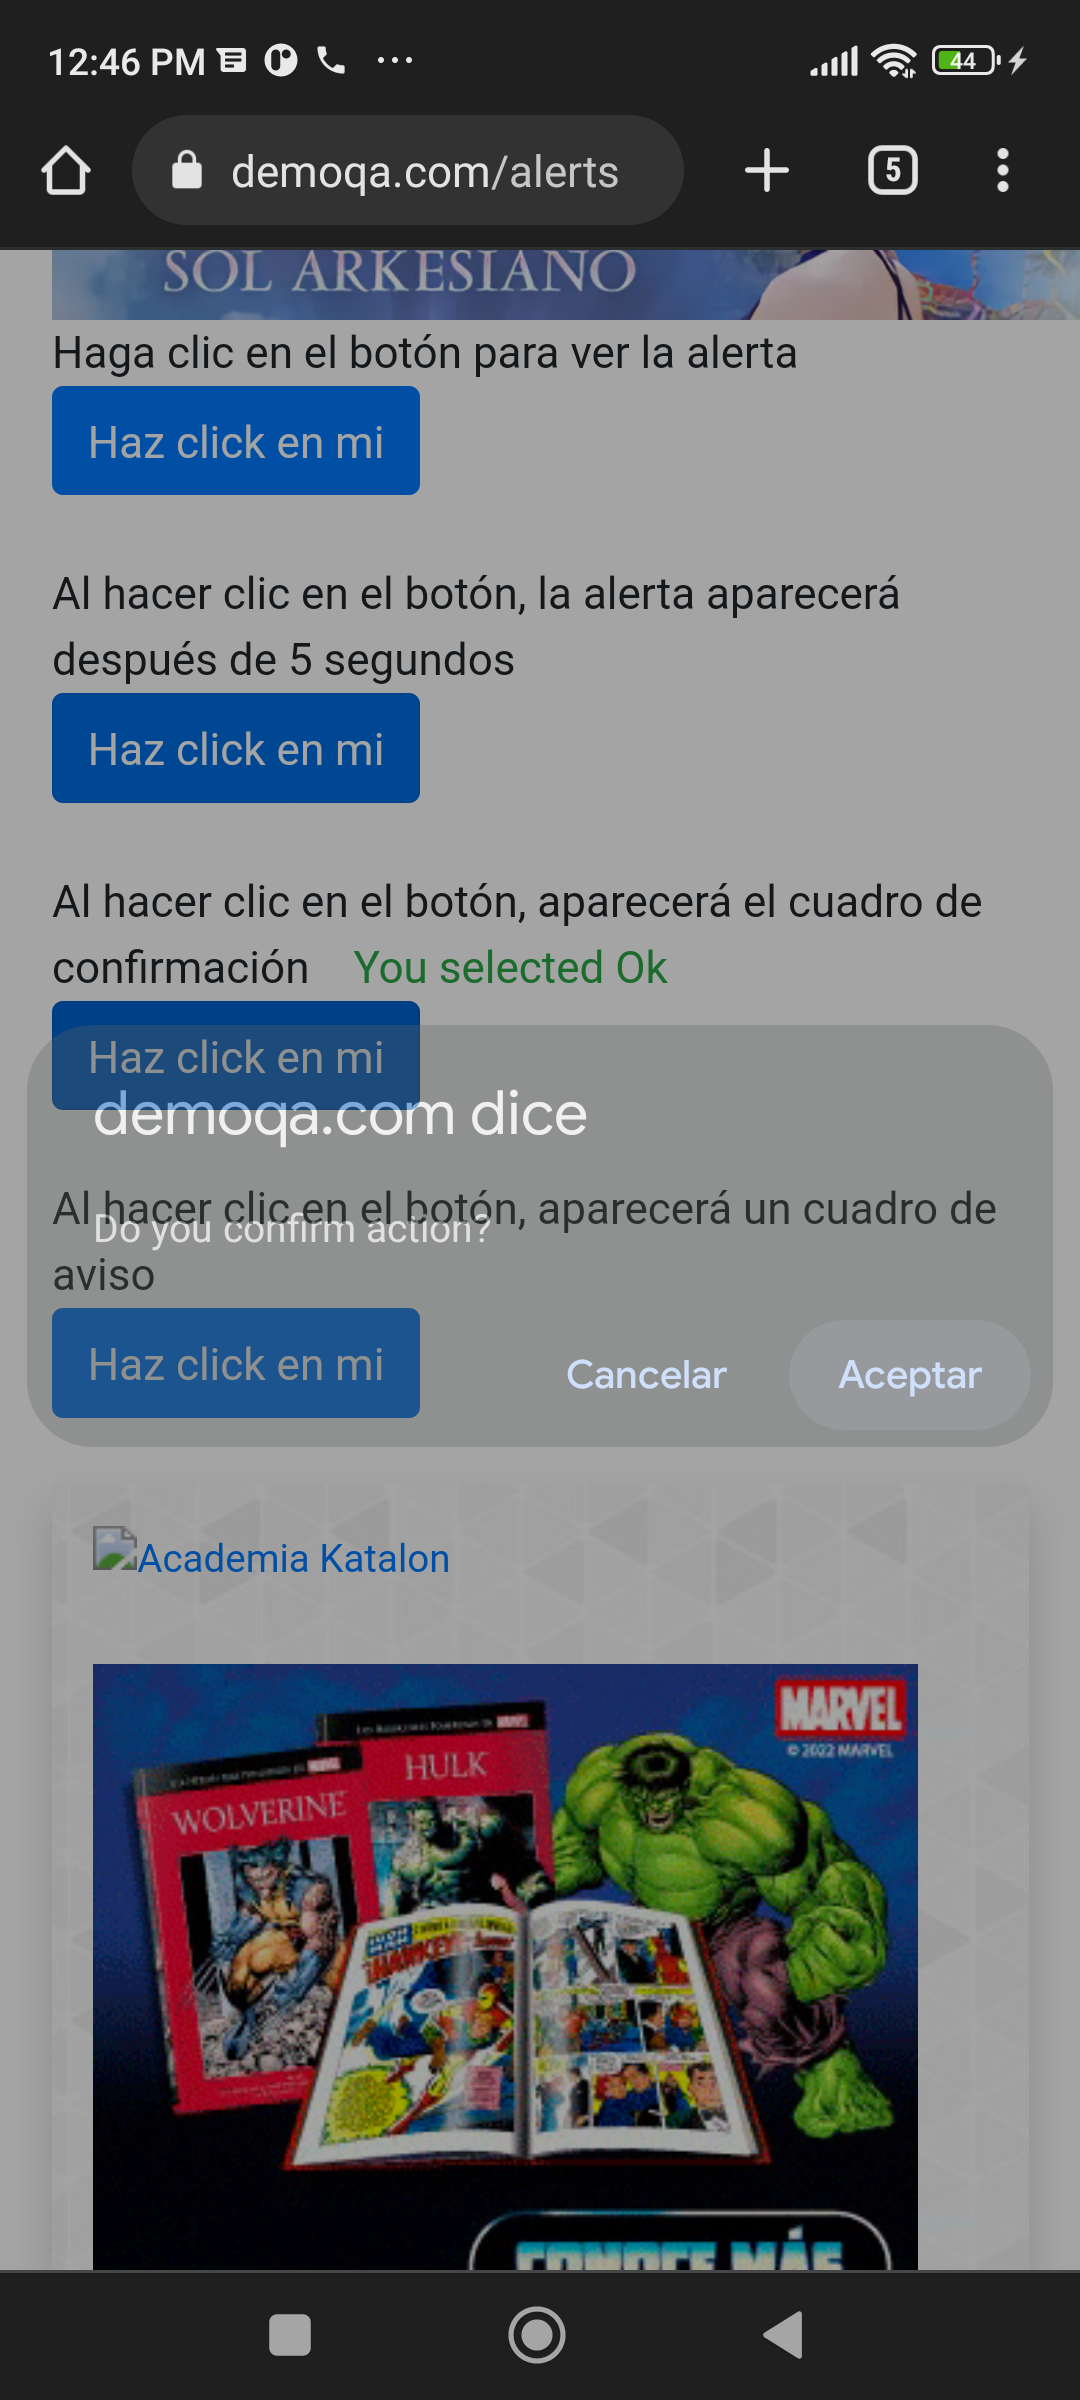 12:46 PM
44
demoqa.com/alerts
5
SOL ARKESIANO
Haga clic en el botón para ver la alerta
Haz click en mi
Al hacer clic en el botón, la alerta aparecerá
después de 5 segundos
Haz click en mi
Al hacer clic en el botón, aparecerá el cuadro de
confirmación You selected Ok
Haz click en mi
demoqa.com dice
Al hacer clic en el botón, aparecerá un cuadro de
Do you confirm action?
aviso
Haz click en mi
Cancelar
Aceptar
Academia Katalon
MARVEL
© 2022 MARVEL
HULK
WOLVERINE
CONOCE MÁS